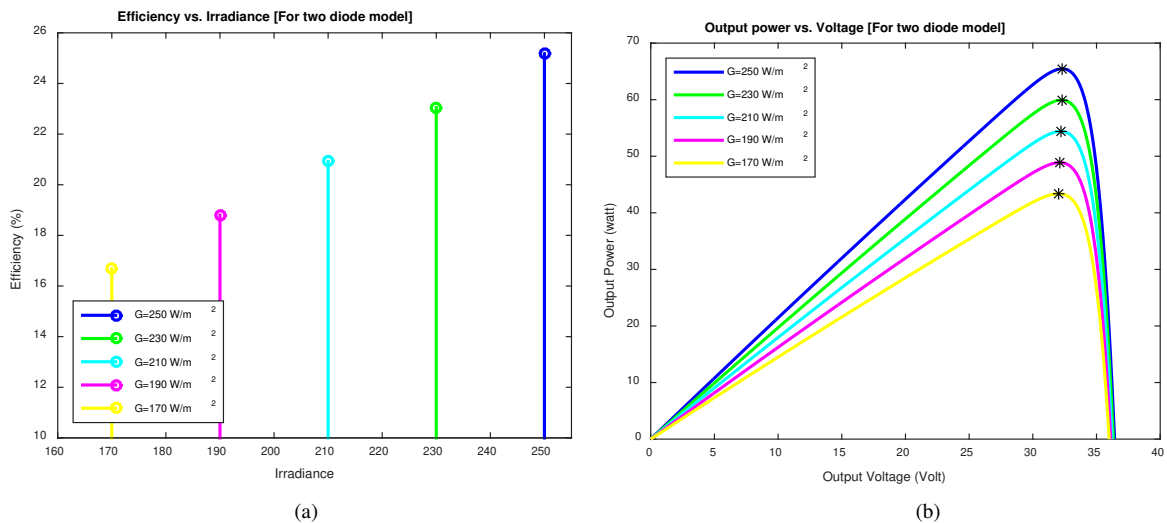 Efficiency vs. Irradiance [For two diode model]
26
24
22
20
18
16
14
12
10
160
170
180
190
200
210
220
230
240
250
Efficiency (%)
Irradiance
G=250 W/m 2
G=230 W/m 2
G=210 W/m 2
G=190 W/m 2
G=170 W/m 2
(a)
Output power vs. Voltage [For two diode model]
70
60
50
40
30
20
10
0
0
5
10
15
20
25
30
35
40
Output Power (watt)
Output Voltage (Volt)
G=250 W/m 2
G=230 W/m 2
G=210 W/m 2
G=190 W/m 2
G=170 W/m 2
(b)